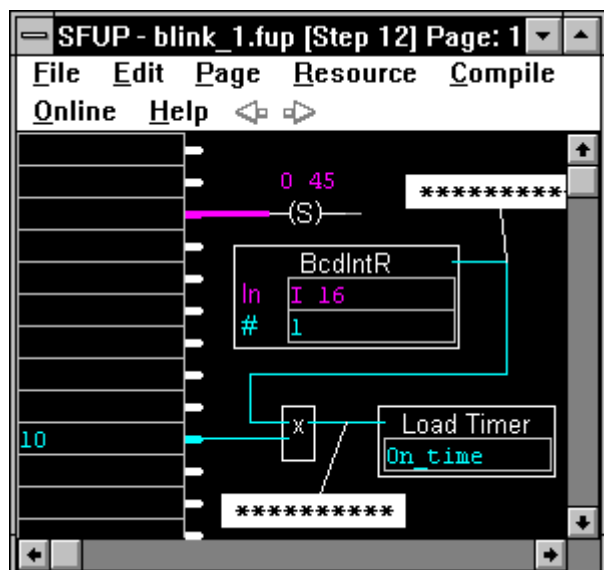 SFUP - blink_1.fup [Step 12] Page: 1
File Edit Page Resource Compile
Online Help
O 45
**********
(S)
BcdIntR
In I 16
# 1
10
x
Load Timer
On_time
**********